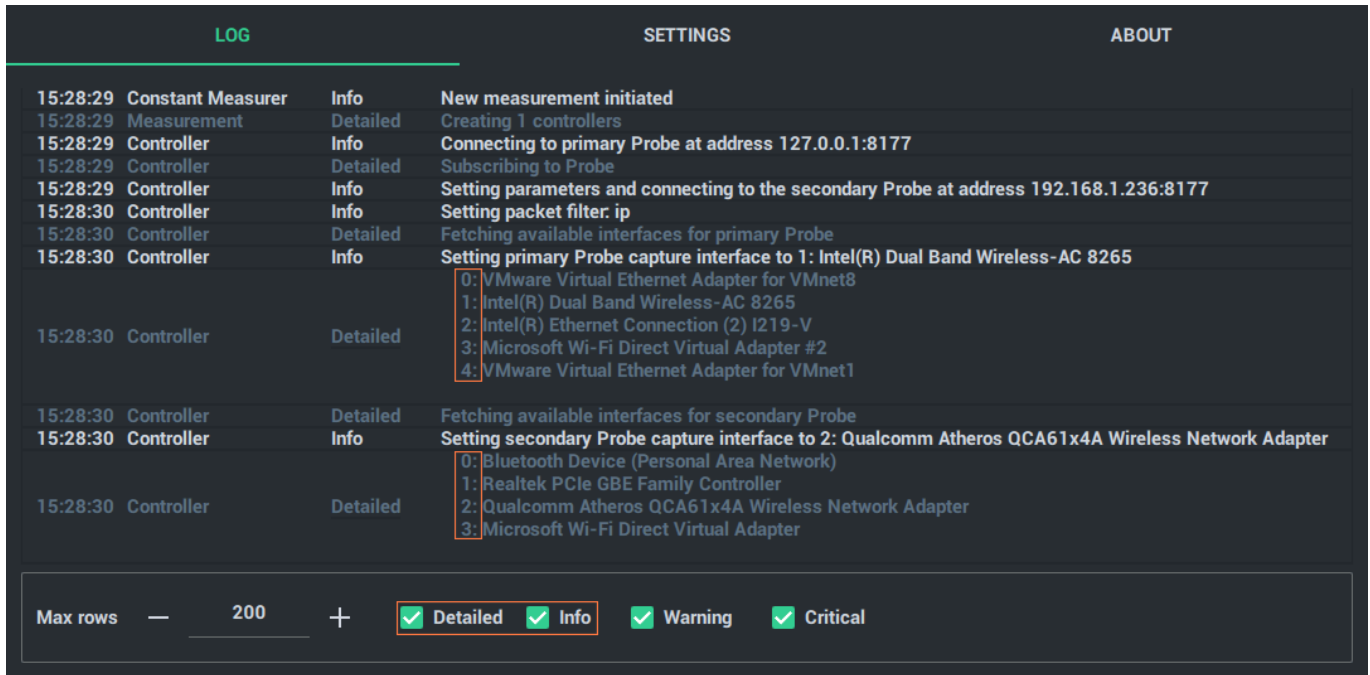 LOG SETTINGS ABOUT
15:28:29 Constant Measurer Info New measurement initiated
15:28:29 Measurement Detailed Creating 1 controllers
15:28:29 Controller Info Connecting to primary Probe at address 127.0.0.1:8177
15:28:29 Controller Detailed Subscribing to Probe
15:28:29 Controller Info Setting parameters and connecting to the secondary Probe at address 192.168.1.236:8177
15:28:30 Controller Info Setting packet filter: ip
15:28:30 Controller Detailed Fetching available interfaces for primary Probe
15:28:30 Controller Info Setting primary Probe capture interface to 1: Intel(R) Dual Band Wireless-AC 8265
15:28:30 Controller Detailed
0: VMware Virtual Ethernet Adapter for VMnet8
1: Intel(R) Dual Band Wireless-AC 8265
2: Intel(R) Ethernet Connection (2) I219-V
3: Microsoft Wi-Fi Direct Virtual Adapter #2
4: VMware Virtual Ethernet Adapter for VMnet1
15:28:30 Controller Detailed Fetching available interfaces for secondary Probe
15:28:30 Controller Info Setting secondary Probe capture interface to 2: Qualcomm Atheros QCA61x4A Wireless Network Adapter
15:28:30 Controller Detailed
0: Bluetooth Device (Personal Area Network)
1: Realtek PCIe GBE Family Controller
2: Qualcomm Atheros QCA61x4A Wireless Network Adapter
3: Microsoft Wi-Fi Direct Virtual Adapter
Max rows — 200 + Detailed Info Warning Critical